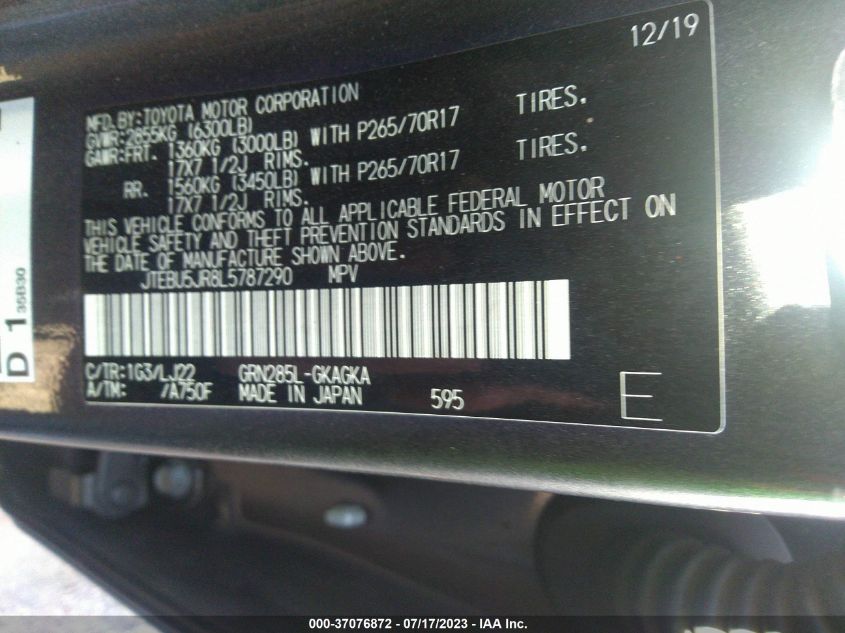 12/19
MFD.BY:TOYOTA MOTOR CORPORATION
GVWR:2855KG (6300LB)
GAWR:FRT. 1360KG (3000LB) WITH P265/70R17 TIRES.
17X7 1/2J RIMS.
RR. 1560KG (3450LB) WITH P265/70R17 TIRES.
17X7 1/2J RIMS.
THIS VEHICLE CONFORMS TO ALL APPLICABLE FEDERAL MOTOR
VEHICLE SAFETY AND THEFT PREVENTION STANDARDS IN EFFECT ON
THE DATE OF MANUFACTURE SHOWN ABOVE.
JTEBU5JR8L5787290 MPV
C/TR:1G3/LJ22 GRN285L-GKAGKA
A/TM: /A750F MADE IN JAPAN 595 E
D 1
35B30
000-37076872 - 07/17/2023 - IAA Inc.